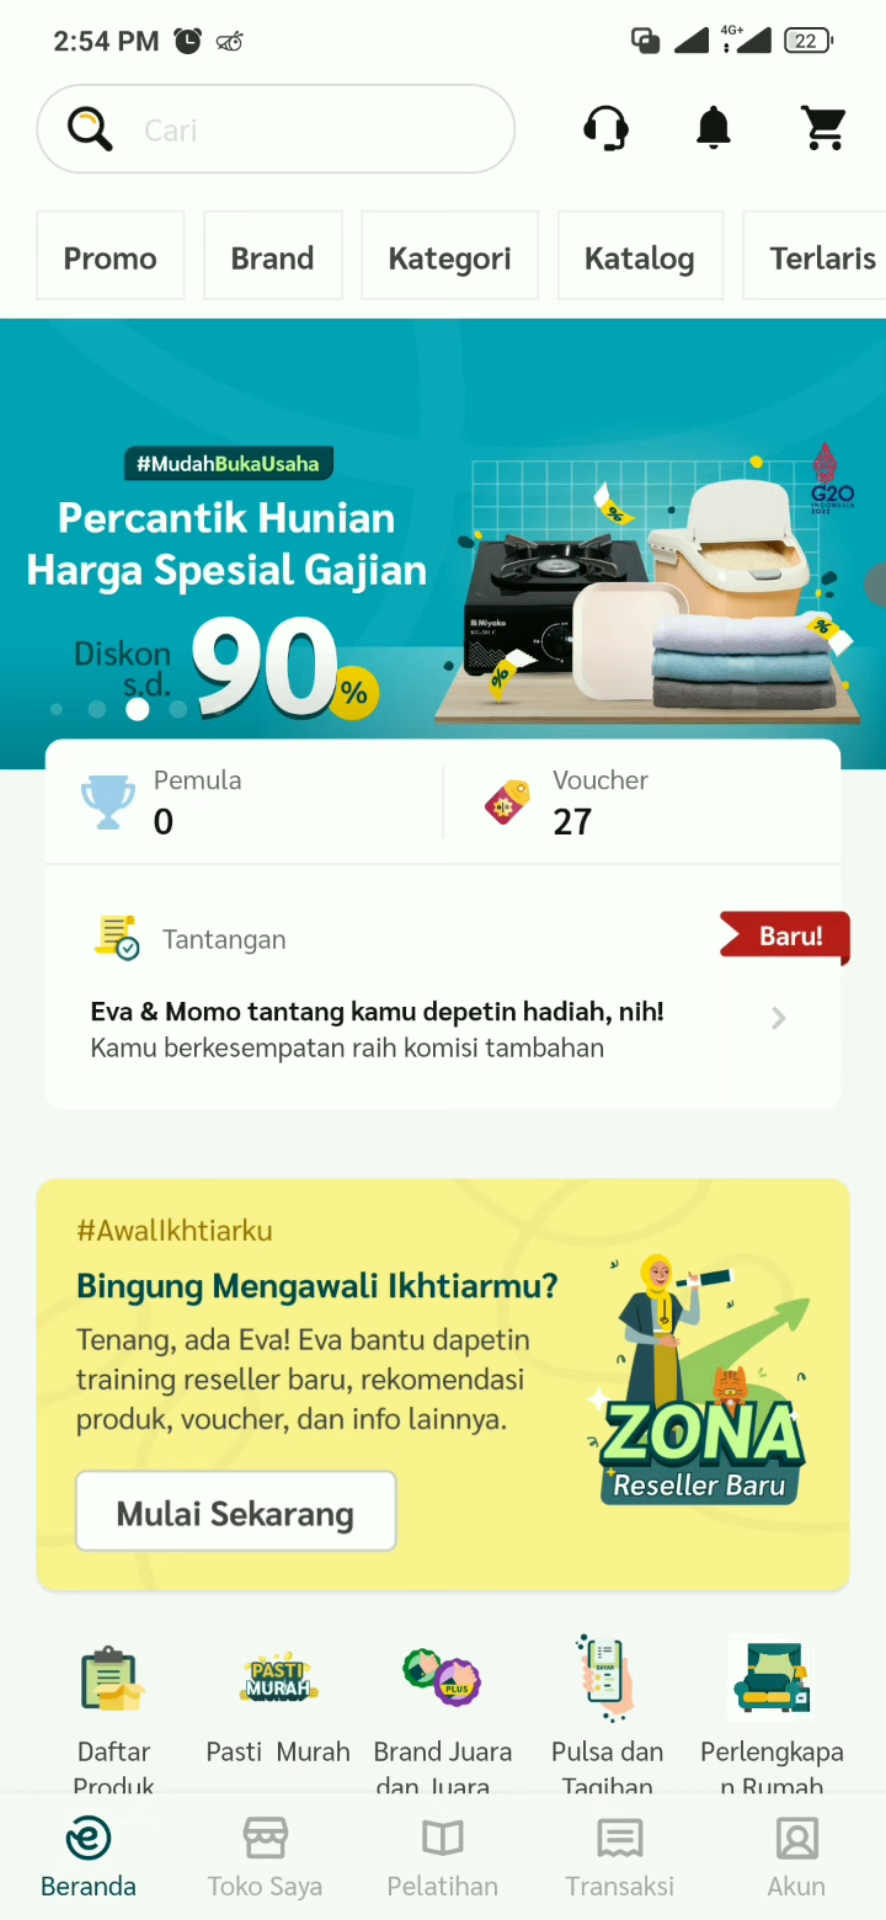 2:54 PM
4G+
22
Cari
Promo
Brand
Kategori
Katalog
Terlaris
#MudahBukaUsaha
Percantik Hunian
Harga Spesial Gajian
Diskon
s.d.
90
%
G20
INDONESIA
2022
%
%
%
Miyako
Pemula
0
Voucher
27
Tantangan
Baru!
Eva & Momo tantang kamu depetin hadiah, nih!
Kamu berkesempatan raih komisi tambahan
#AwalIkhtiarku
Bingung Mengawali Ikhtiarmu?
Tenang, ada Eva! Eva bantu dapetin
training reseller baru, rekomendasi
produk, voucher, dan info lainnya.
Mulai Sekarang
ZONA
Reseller Baru
PASTI
MURAH
PLUS
Daftar
Produk
Pasti Murah
Brand Juara
dan Juara...
Pulsa dan
Tagihan
Perlengkapa
n Rumah
Beranda
Toko Saya
Pelatihan
Transaksi
Akun